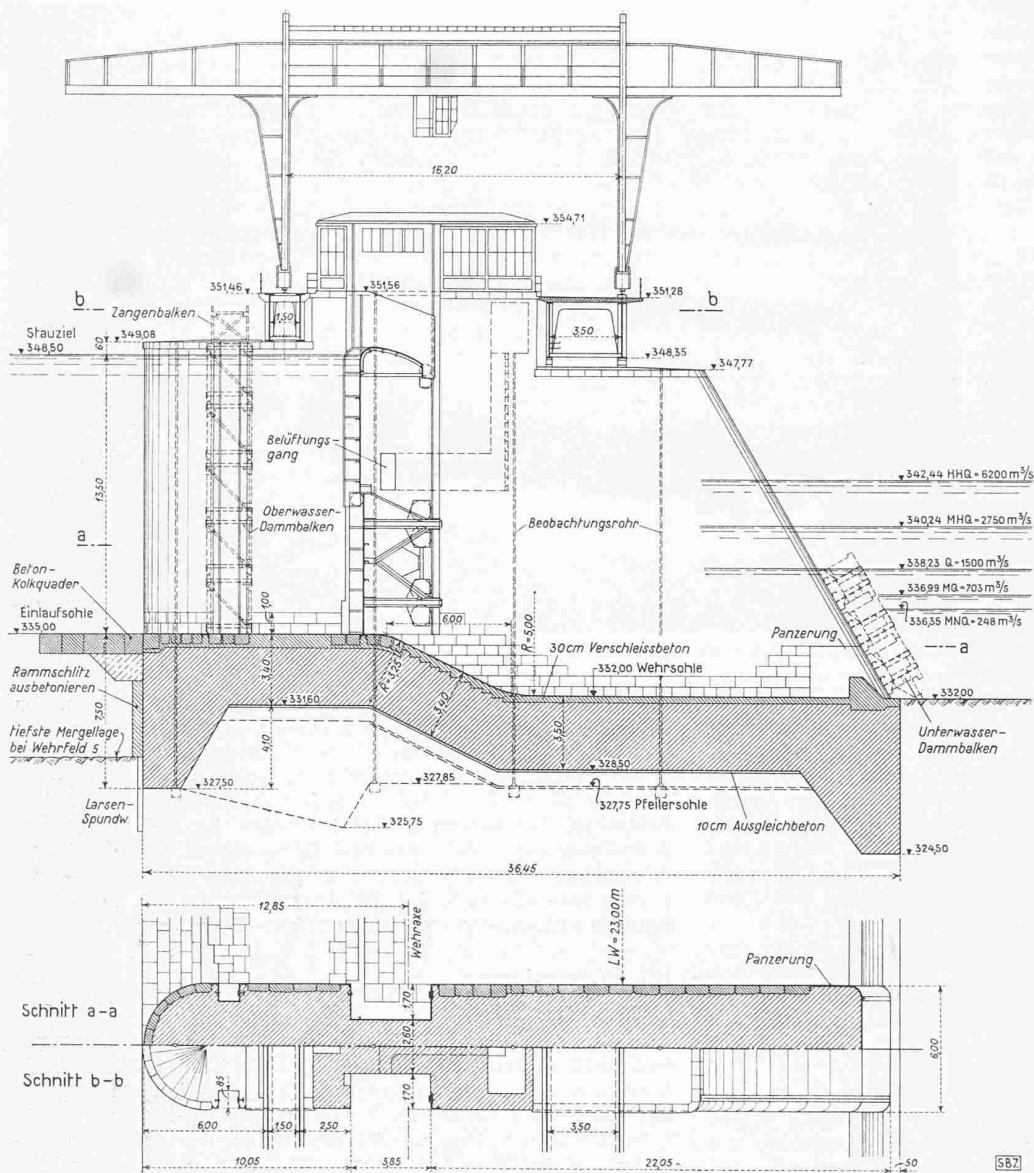 16,20
354,71
351,46
351,56
351,28
b
b
Zangenbalken
1,50
3,50
Stauziel
349,08
348,50
60
348,35
347,77
Belüftungs-
gang
13,50
342,44 HHQ = 6200 m³/s
Oberwasser-
Dammbalken
Beobachtungsrohr
340,24 MHQ = 2750 m³/s
a
338,23 Q = 1500 m³/s
Beton-
Kolkquader
336,99 MQ = 703 m³/s
Einlaufsohle
335,00
1,00
6,00
R=5,00
336,35 MNQ = 248 m³/s
Panzerung
a
30cm Verschleissbeton
Rammschlitz
ausbetonieren
R=3,25
332,00 Wehrsohle
332,00
7,50
3,40
331,60
3,40
3,50
Unterwasser-
Dammbalken
tiefste Mergellage
bei Wehrfeld 5
4,10
328,50
327,50
327,85
327,75 Pfeilersohle
Larsen-
Spundw.
325,75
10cm Ausgleichbeton
324,50
36,45
12,85
Wehraxe
LW = 23,00 m
Panzerung
Schnitt a-a
1,70
2,60
6,00
Schnitt b-b
85
1,70
6,00
1,50
2,50
3,50
10,05
3,85
22,05
50
SB7